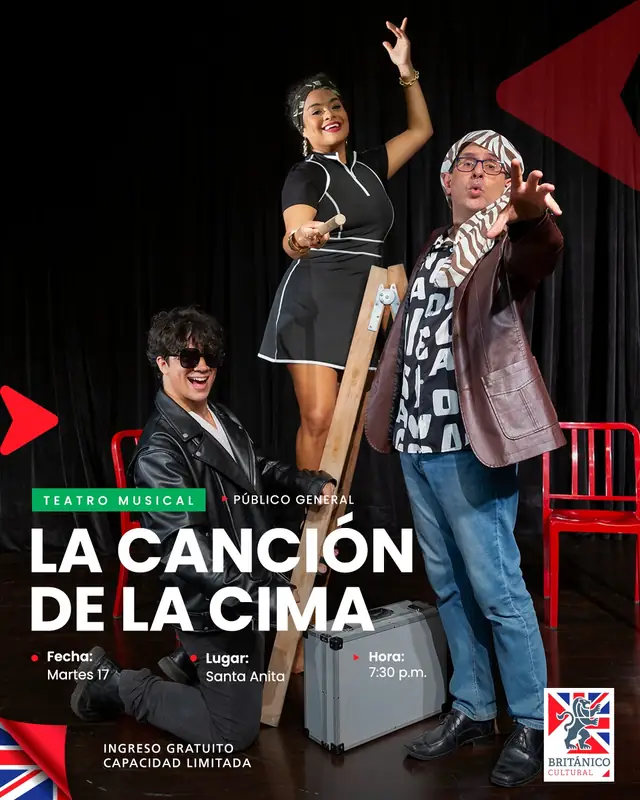 TEATRO MUSICAL
PÚBLICO GENERAL
LA CANCIÓN
DE LA CIMA
Fecha:
Martes 17
Lugar:
Santa Anita
Hora:
7:30 p.m.
INGRESO GRATUITO
CAPACIDAD LIMITADA
BRITÁNICO
CULTURAL